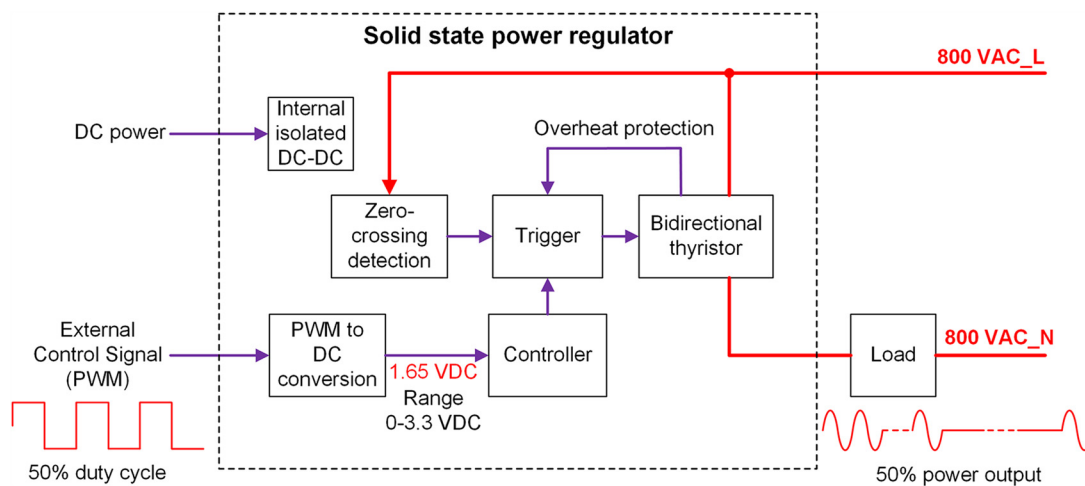 Solid state power regulator
800 VAC_L
DC power
Internal
isolated
DC-DC
Overheat protection
Zero-
crossing
detection
Trigger
Bidirectional
thyristor
External
Control Signal
(PWM)
PWM to
DC
conversion
1.65 VDC
Range
0-3.3 VDC
Controller
Load
800 VAC_N
50% duty cycle
50% power output